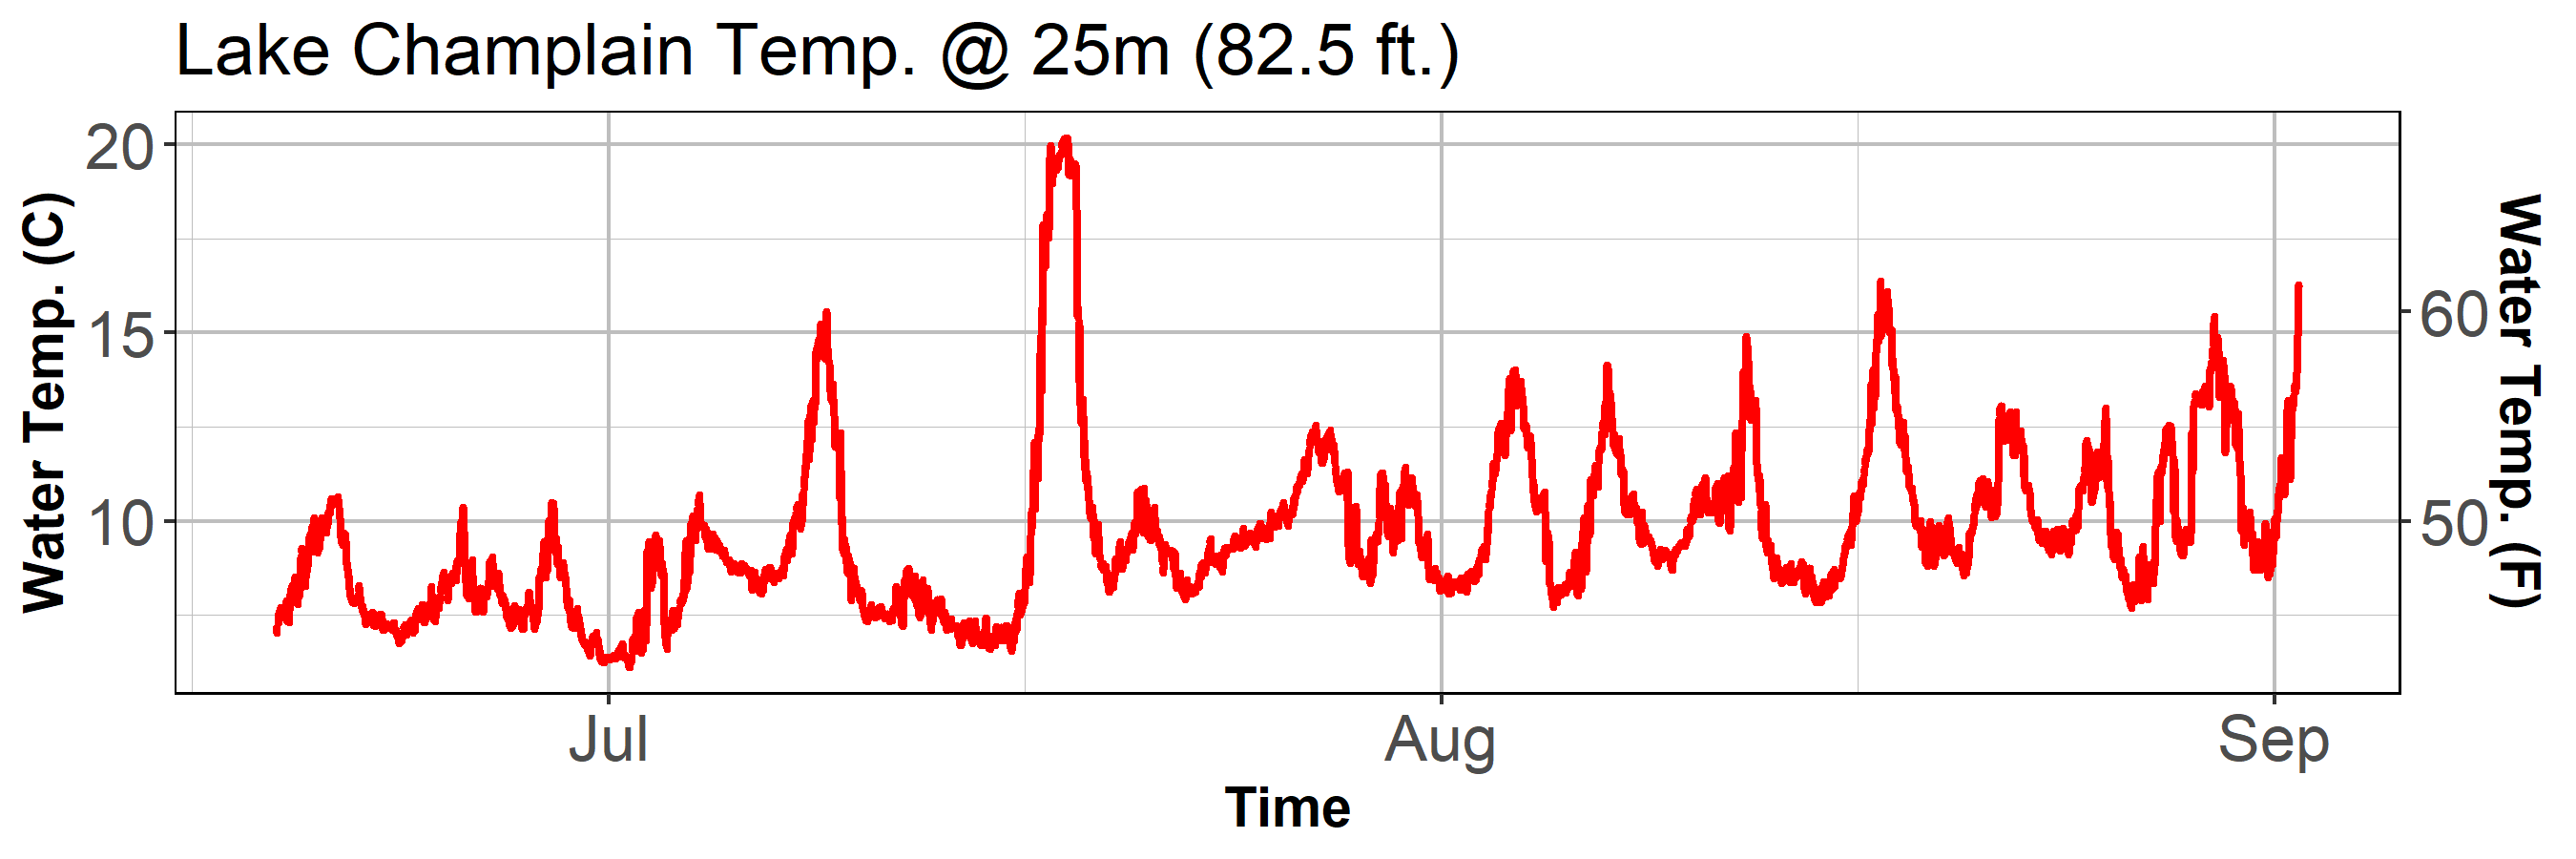 Lake Champlain Temp. @ 25m (82.5 ft.)
Water Temp. (C)
20
15
10
60
50
Water Temp. (F)
Jul
Aug
Sep
Time